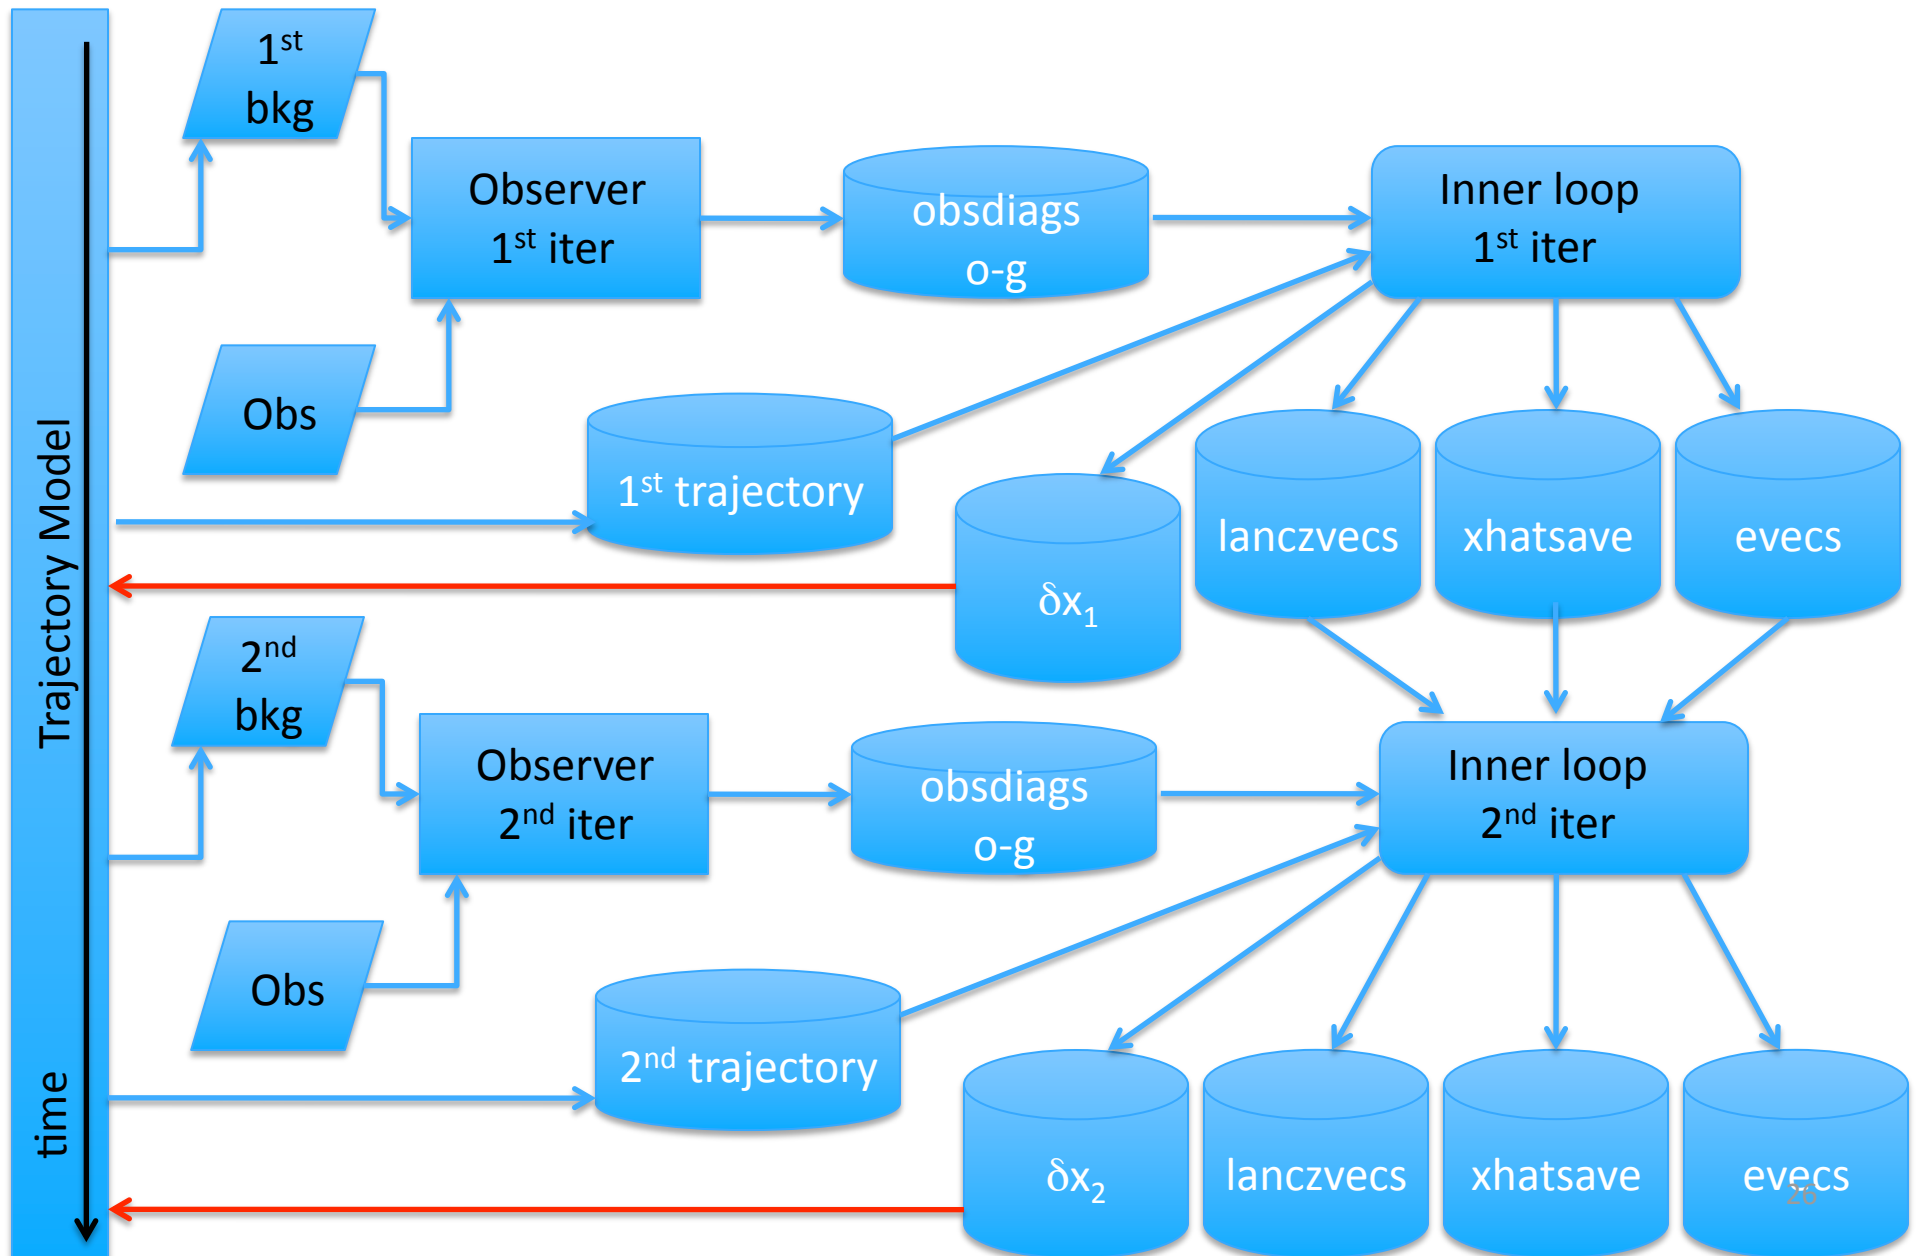 Trajectory Model
time
1st
bkg
Observer
1st iter
obsdiags
o-g
Inner loop
1st iter
Obs
1st trajectory
δx1
lanczvecs
xhatsave
evecs
2nd
bkg
Observer
2nd iter
obsdiags
o-g
Inner loop
2nd iter
Obs
2nd trajectory
δx2
lanczvecs
xhatsave
evecs
26